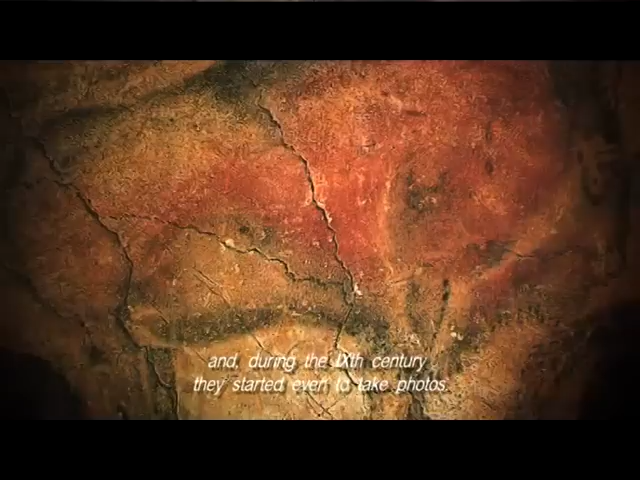 and, during the IXth century
they started even to take photos.